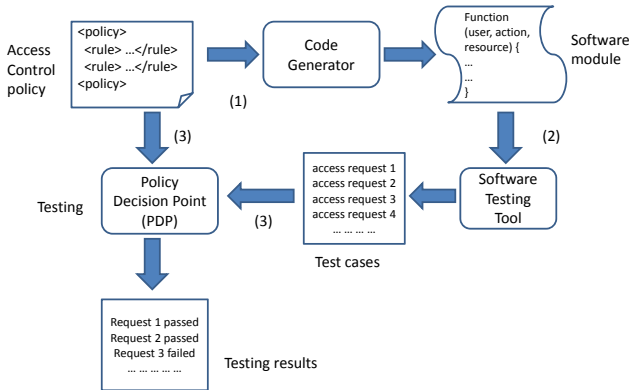 Access
Control
policy
<policy>
<rule> …</rule>
<rule> …</rule>
<policy>
(1)
Code
Generator
Function
(user, action,
resource) {
…
…
}
Software
module
(3)
(2)
Testing
Policy
Decision Point
(PDP)
(3)
access request 1
access request 2
access request 3
access request 4
… … … …
Test cases
Software
Testing
Tool
Request 1 passed
Request 2 passed
Request 3 failed
… … … … …
Testing results